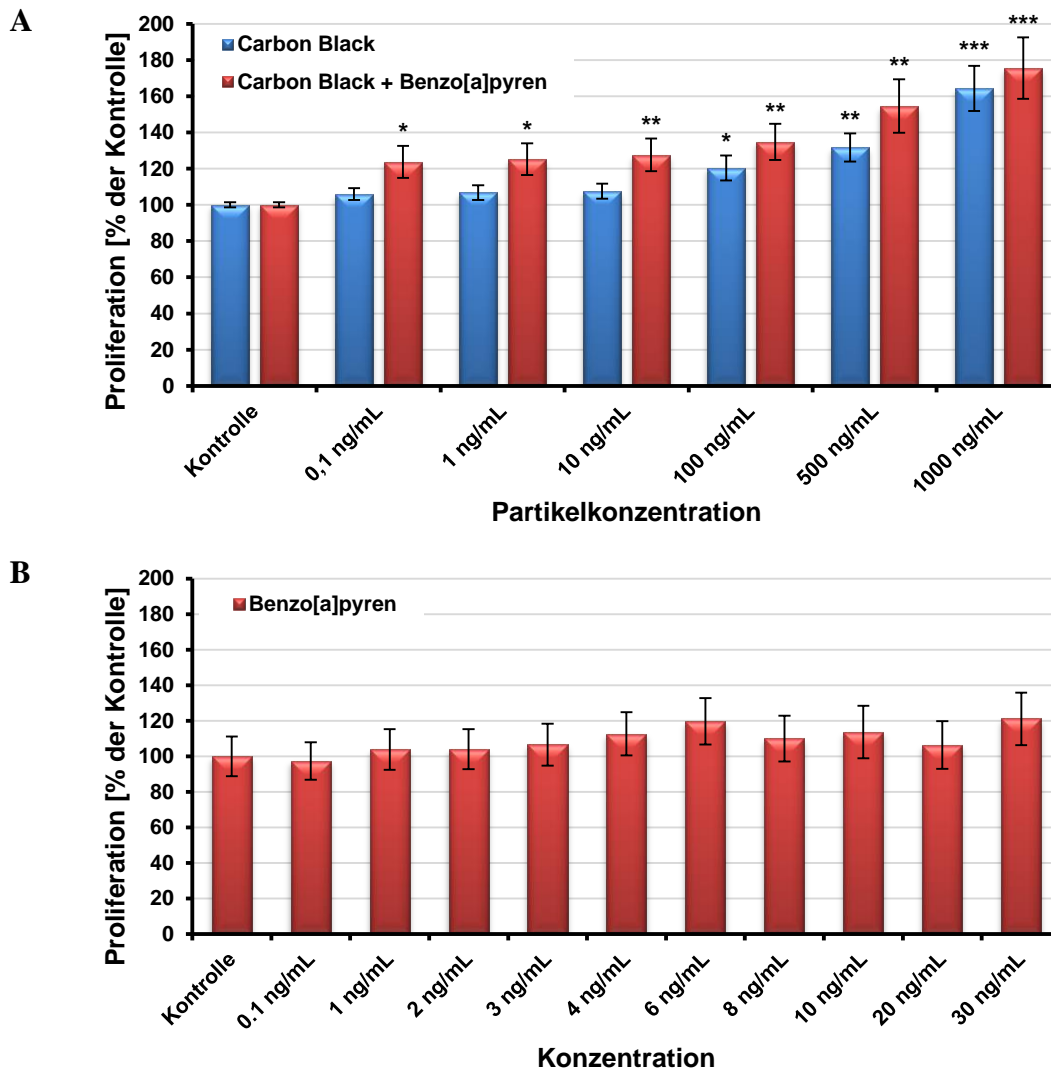 A
Proliferation [% der Kontrolle]
200
180
160
140
120
100
80
60
40
20
0
Carbon Black
Carbon Black + Benzo[a]pyren
*
*
**
*
**
**
**
***
***
Kontrolle
0,1 ng/mL
1 ng/mL
10 ng/mL
100 ng/mL
500 ng/mL
1000 ng/mL
Partikelkonzentration
B
Proliferation [% der Kontrolle]
200
180
160
140
120
100
80
60
40
20
0
Benzo[a]pyren
Kontrolle
0.1 ng/mL
1 ng/mL
2 ng/mL
3 ng/mL
4 ng/mL
6 ng/mL
8 ng/mL
10 ng/mL
20 ng/mL
30 ng/mL
Konzentration